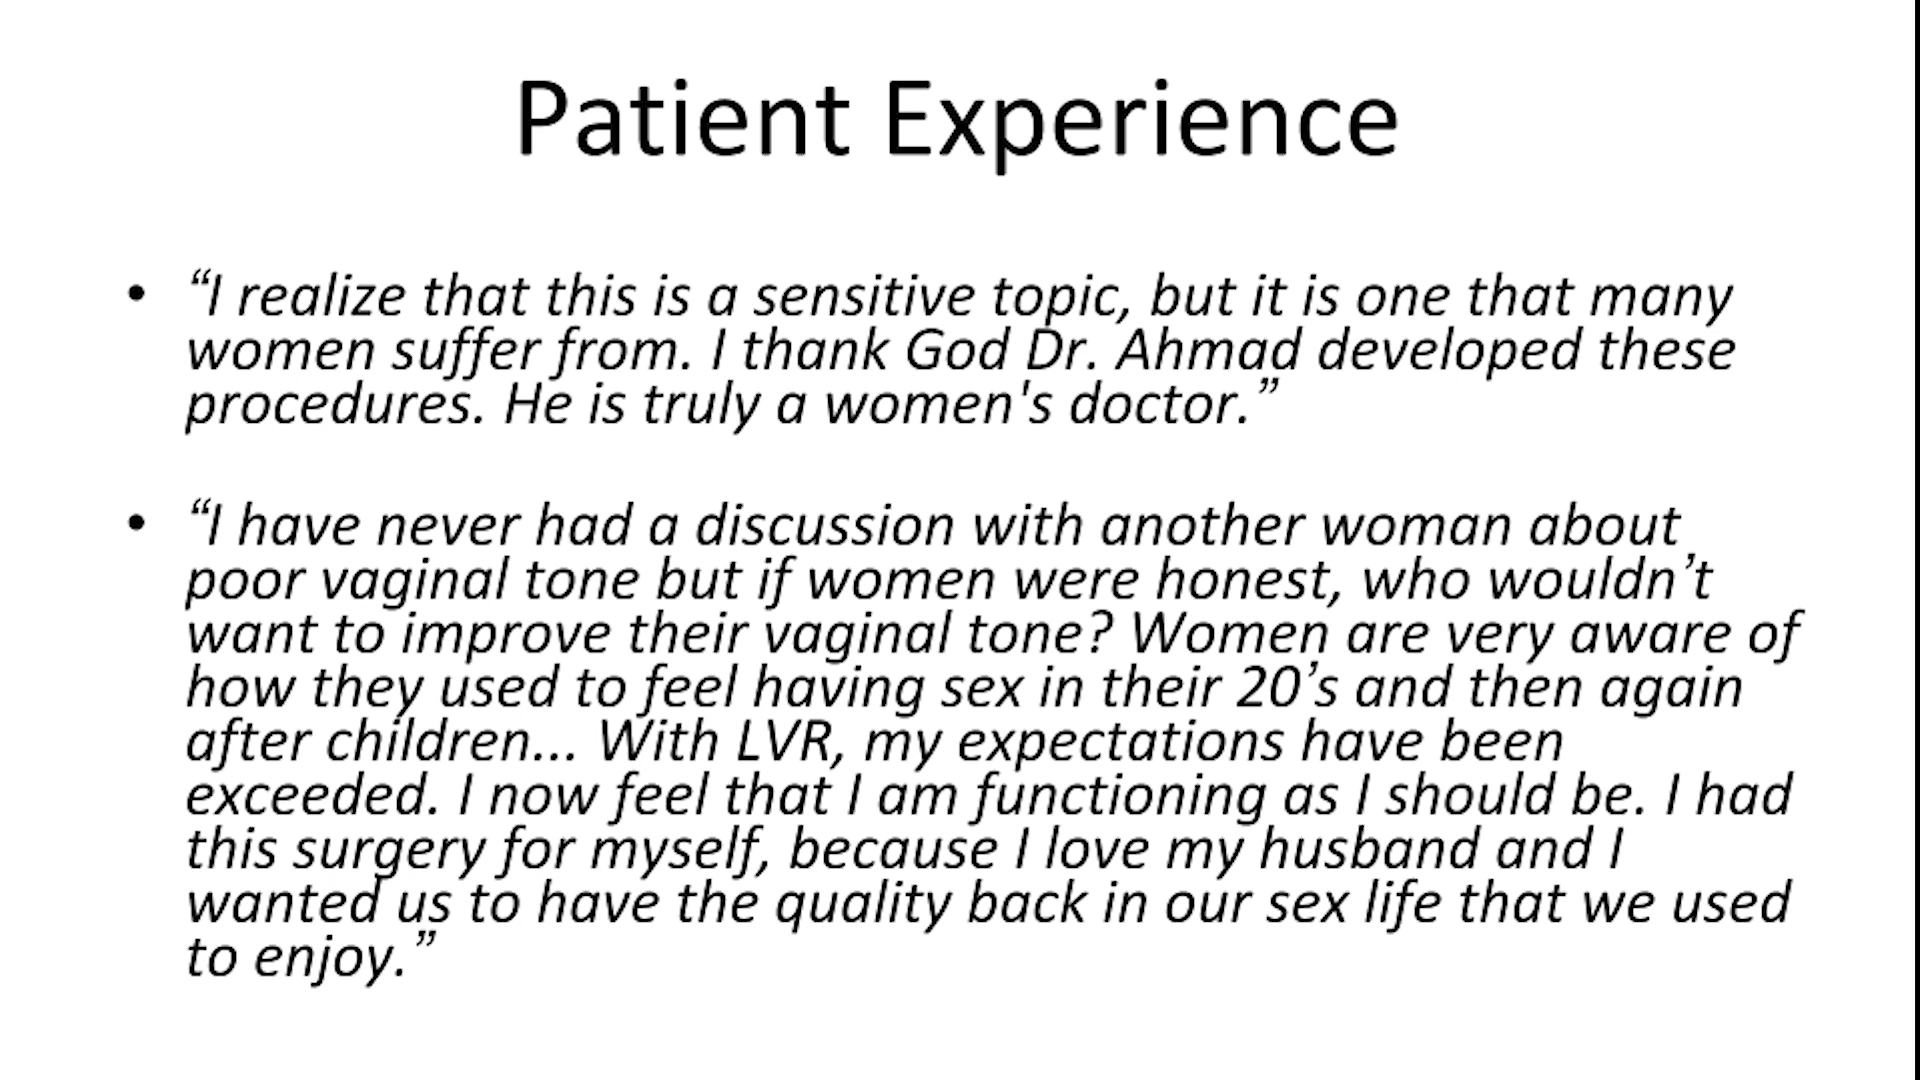 Patient Experience
• “I realize that this is a sensitive topic, but it is one that many
women suffer from. I thank God Dr. Ahmad developed these
procedures. He is truly a women's doctor.”
• “I have never had a discussion with another woman about
poor vaginal tone but if women were honest, who wouldn’t
want to improve their vaginal tone? Women are very aware of
how they used to feel having sex in their 20’s and then again
after children... With LVR, my expectations have been
exceeded. I now feel that I am functioning as I should be. I had
this surgery for myself, because I love my husband and I
wanted us to have the quality back in our sex life that we used
to enjoy.”